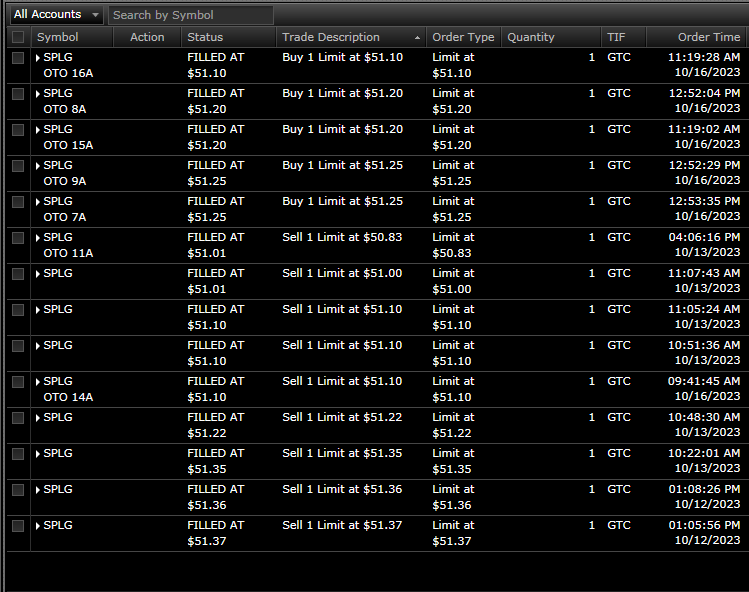 All Accounts Search by Symbol
Symbol Action Status Trade Description Order Type Quantity TIF Order Time
SPLG FILLED AT Buy 1 Limit at $51.10 Limit at 1 GTC 11:19:28 AM
OTO 16A $51.10 $51.10 10/16/2023
SPLG FILLED AT Buy 1 Limit at $51.20 Limit at 1 GTC 12:52:04 PM
OTO 8A $51.20 $51.20 10/16/2023
SPLG FILLED AT Buy 1 Limit at $51.20 Limit at 1 GTC 11:19:02 AM
OTO 15A $51.20 $51.20 10/16/2023
SPLG FILLED AT Buy 1 Limit at $51.25 Limit at 1 GTC 12:52:29 PM
OTO 9A $51.25 $51.25 10/16/2023
SPLG FILLED AT Buy 1 Limit at $51.25 Limit at 1 GTC 12:53:35 PM
OTO 7A $51.25 $51.25 10/16/2023
SPLG FILLED AT Sell 1 Limit at $50.83 Limit at 1 GTC 04:06:16 PM
OTO 11A $51.01 $50.83 10/13/2023
SPLG FILLED AT Sell 1 Limit at $51.00 Limit at 1 GTC 11:07:43 AM
$51.01 $51.00 10/13/2023
SPLG FILLED AT Sell 1 Limit at $51.10 Limit at 1 GTC 11:05:24 AM
$51.10 $51.10 10/13/2023
SPLG FILLED AT Sell 1 Limit at $51.10 Limit at 1 GTC 10:51:36 AM
$51.10 $51.10 10/13/2023
SPLG FILLED AT Sell 1 Limit at $51.10 Limit at 1 GTC 09:41:45 AM
OTO 14A $51.10 $51.10 10/16/2023
SPLG FILLED AT Sell 1 Limit at $51.22 Limit at 1 GTC 10:48:30 AM
$51.22 $51.22 10/13/2023
SPLG FILLED AT Sell 1 Limit at $51.35 Limit at 1 GTC 10:22:01 AM
$51.35 $51.35 10/13/2023
SPLG FILLED AT Sell 1 Limit at $51.36 Limit at 1 GTC 01:08:26 PM
$51.36 $51.36 10/12/2023
SPLG FILLED AT Sell 1 Limit at $51.37 Limit at 1 GTC 01:05:56 PM
$51.37 $51.37 10/12/2023